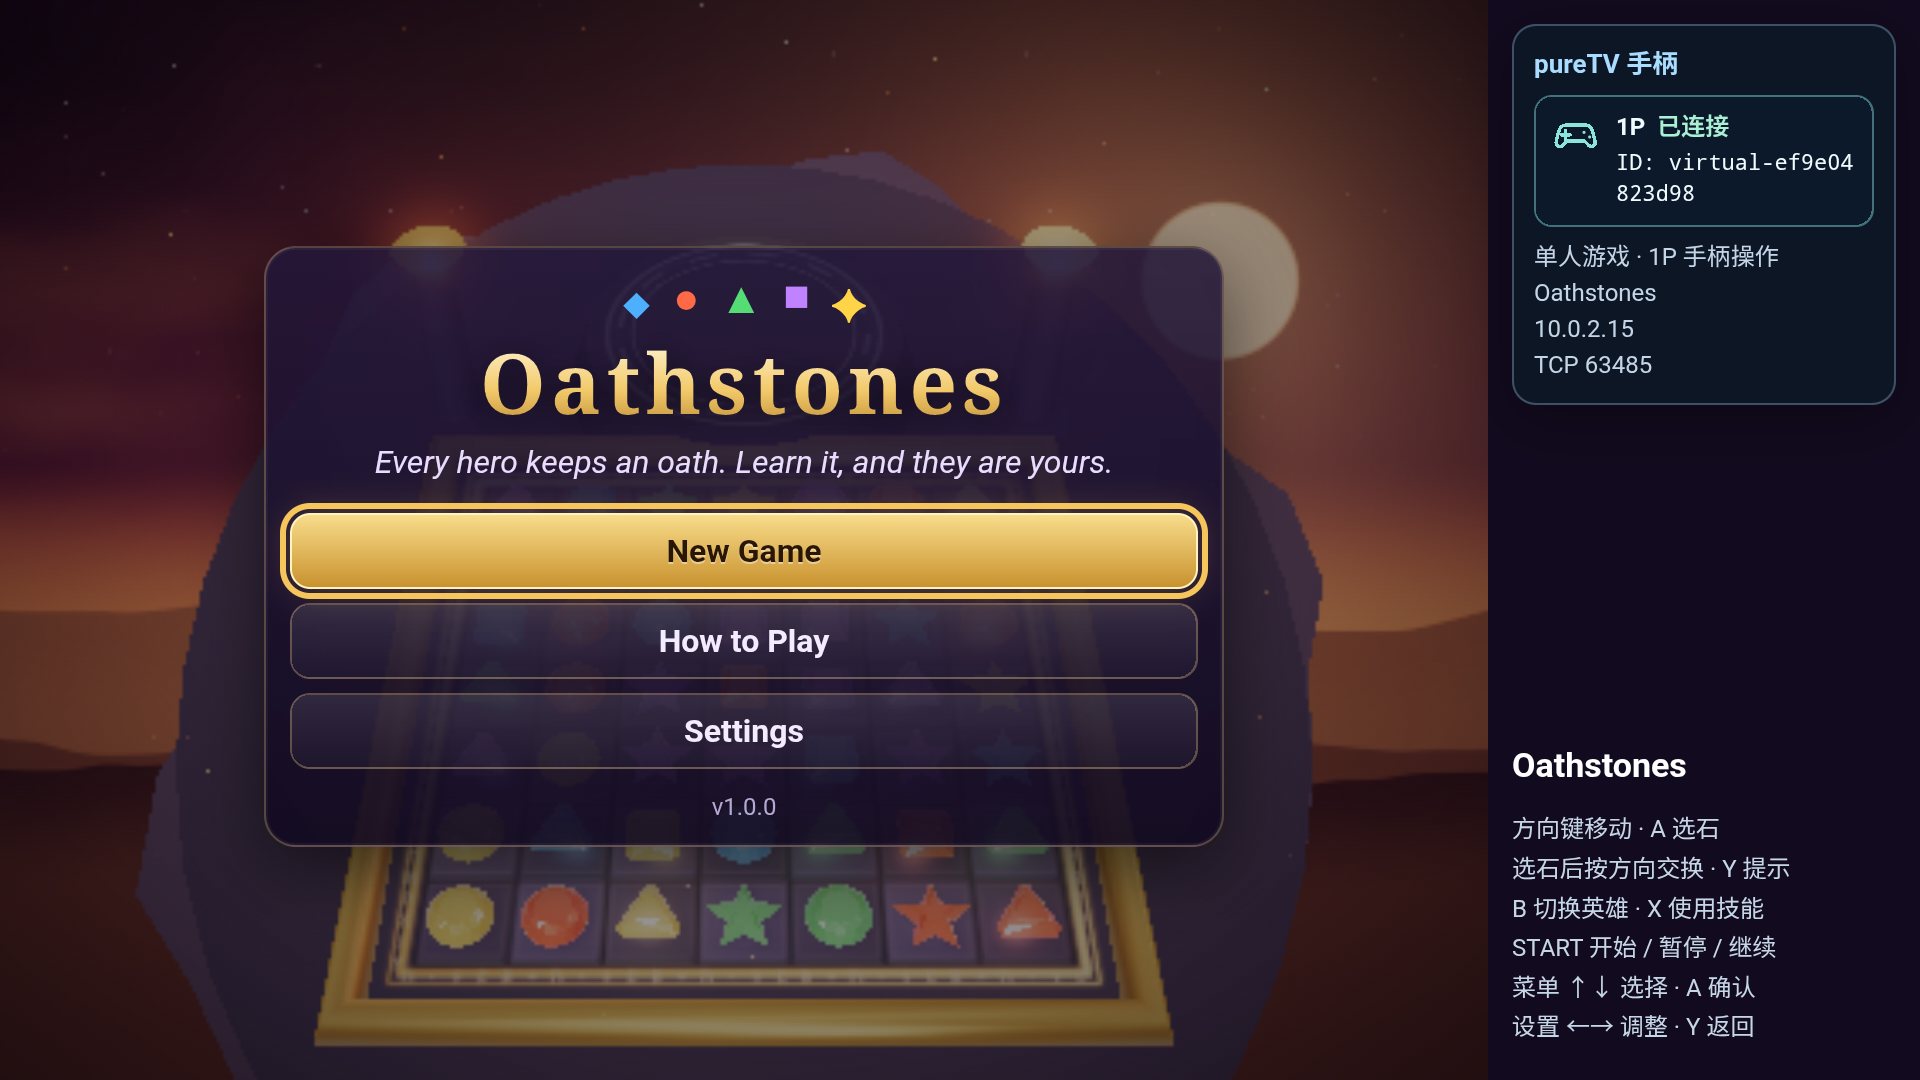 Oathstones
Every hero keeps an oath. Learn it, and they are yours.
New Game
How to Play
Settings
v1.0.0
pureTV 手柄
1P 已连接
ID: virtual-ef9e04
823d98
单人游戏 · 1P 手柄操作
Oathstones
10.0.2.15
TCP 63485
Oathstones
方向键移动 · A 选石
选石后按方向交换 · Y 提示
B 切换英雄 · X 使用技能
START 开始 / 暂停 / 继续
菜单 ↑↓ 选择 · A 确认
设置 ←→ 调整 · Y 返回